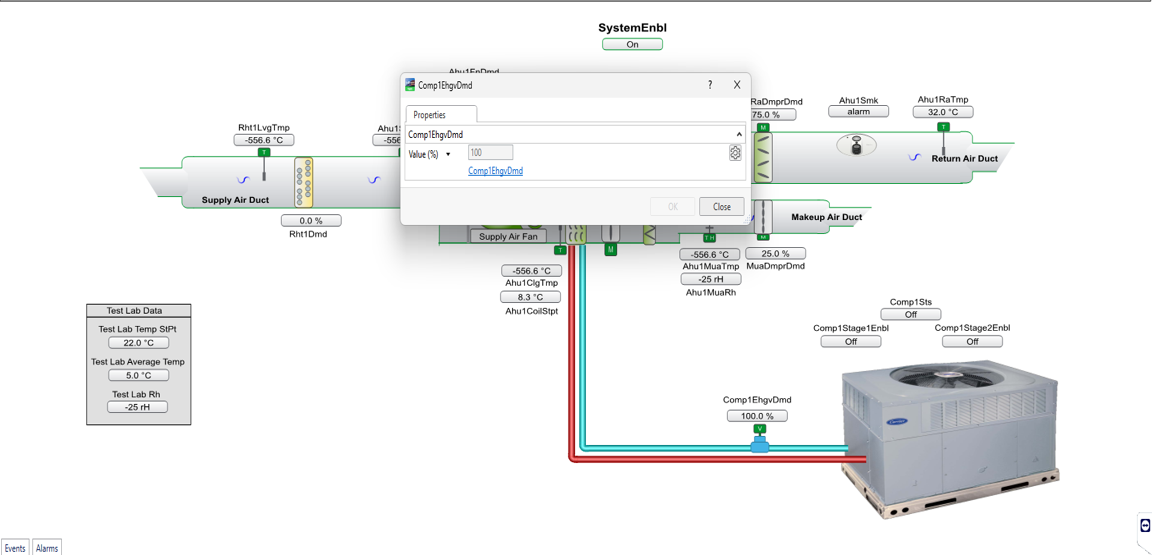 SystemEnbl
On
Ahu1FnDmd
Comp1EhgvDmd
?
X
Properties
Comp1EhgvDmd
Value (%)
100
Comp1EhgvDmd
OK
Close
RaDmprDmd
75.0 %
Ahu1Smk
alarm
Ahu1RaTmp
32.0 °C
M
T
Return Air Duct
Rht1LvgTmp
-556.6 °C
T
Ahu1S
-556
Supply Air Duct
0.0 %
Rht1Dmd
Makeup Air Duct
Supply Air Fan
T
M
T H
M
-556.6 °C
Ahu1MuaTmp
-25 rH
Ahu1MuaRh
25.0 %
MuaDmprDmd
-556.6 °C
Ahu1ClgTmp
8.3 °C
Ahu1CoilStpt
Test Lab Data
Test Lab Temp StPt
22.0 °C
Test Lab Average Temp
5.0 °C
Test Lab Rh
-25 rH
Comp1Sts
Off
Comp1Stage1Enbl
Off
Comp1Stage2Enbl
Off
Comp1EhgvDmd
100.0 %
V
Carrier
Events
Alarms